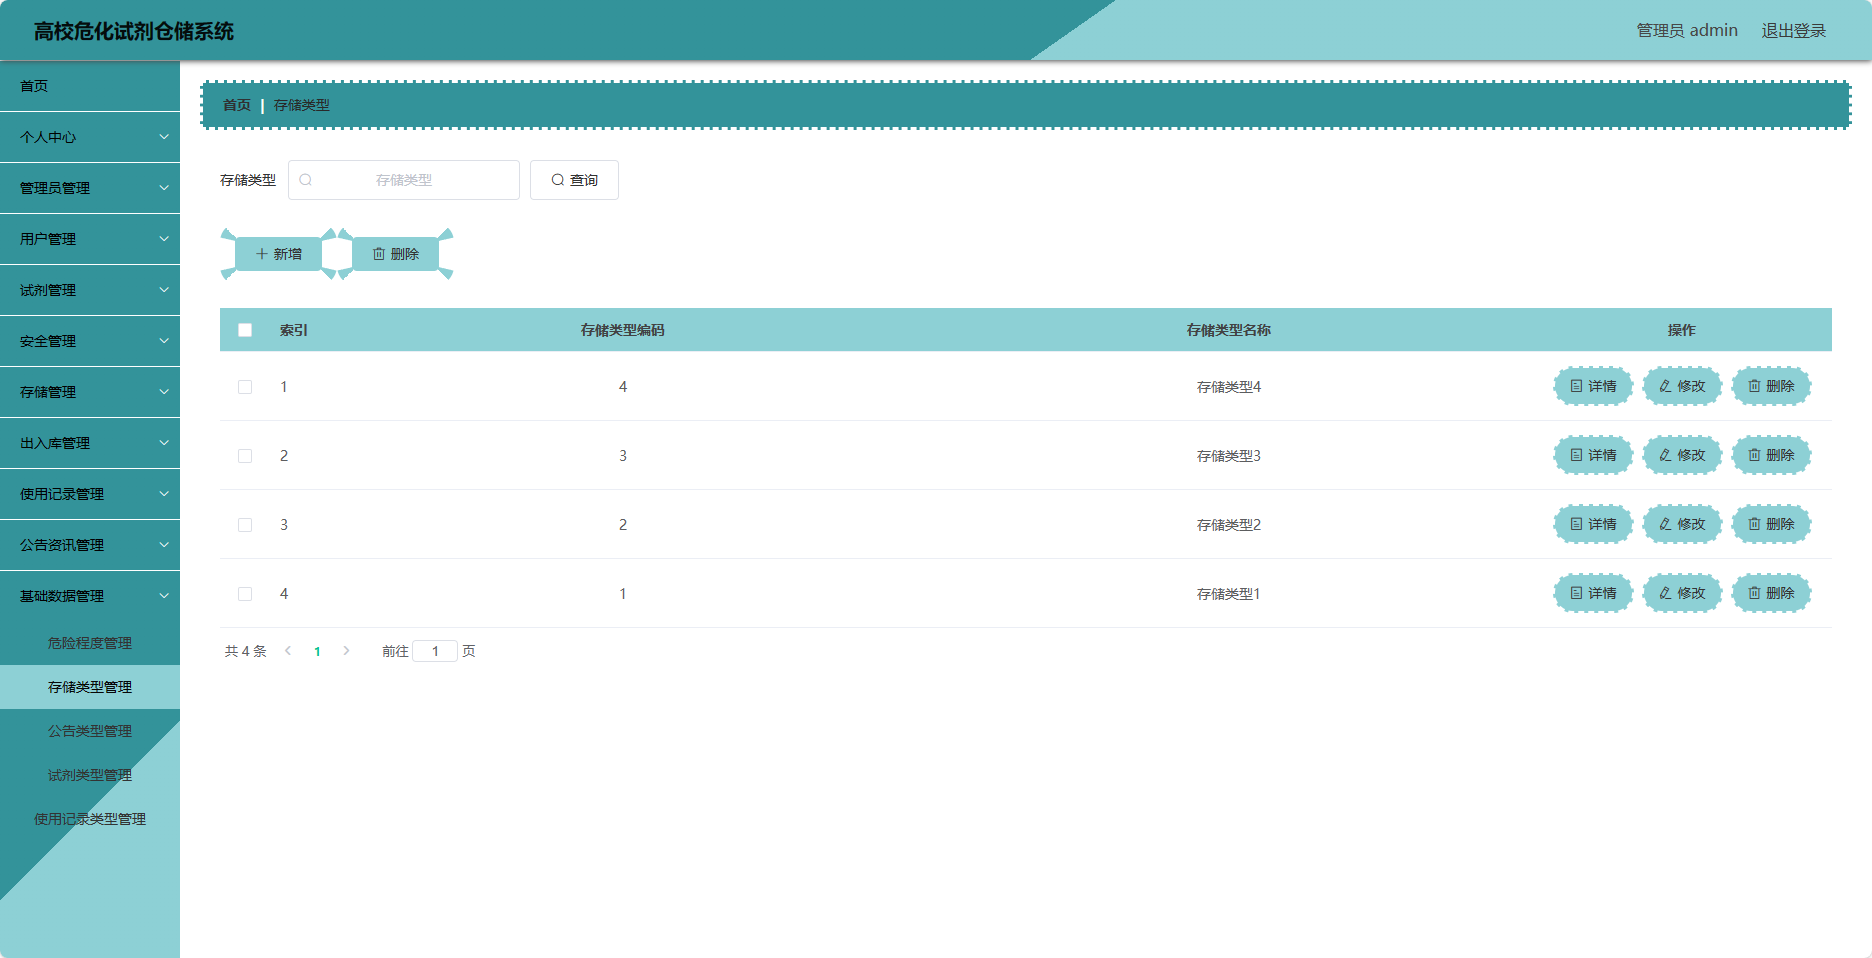 高校危化试剂仓储系统
管理员 admin 退出登录
首页
个人中心
管理员管理
用户管理
试剂管理
安全管理
存储管理
出入库管理
使用记录管理
公告资讯管理
基础数据管理
危险程度管理
存储类型管理
公告类型管理
试剂类型管理
使用记录类型管理
首页 | 存储类型
存储类型 存储类型 查询
新增 删除
索引 存储类型编码 存储类型名称 操作
1 4 存储类型4 详情 修改 删除
2 3 存储类型3 详情 修改 删除
3 2 存储类型2 详情 修改 删除
4 1 存储类型1 详情 修改 删除
共 4 条 1 前往 1 页